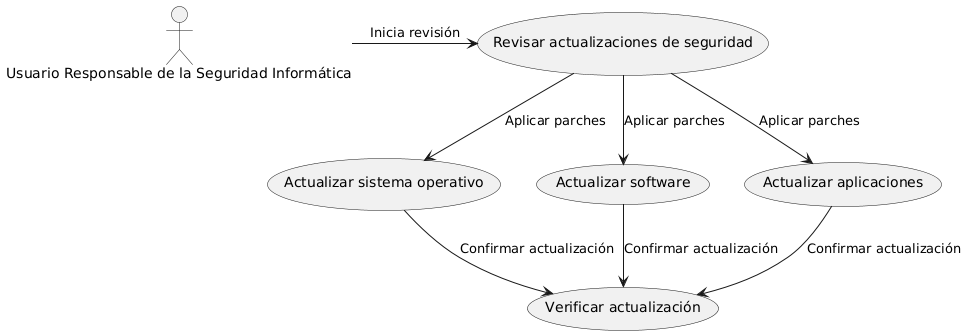 Usuario Responsable de la Seguridad Informática
Inicia revisión
Revisar actualizaciones de seguridad
Aplicar parches
Aplicar parches
Aplicar parches
Actualizar sistema operativo
Actualizar software
Actualizar aplicaciones
Confirmar actualización
Confirmar actualización
Confirmar actualización
Verificar actualización